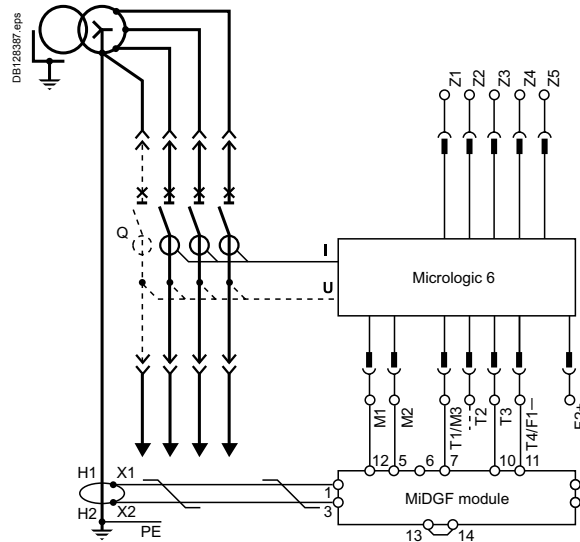 DB128387.eps
Z1
Z2
Z3
Z4
Z5
Q
I
U
Micrologic 6
M1
M2
T1/M3
T2
T3
T4/F1–
12
5
6
7
10
11
H1
X1
1
MiDGF module
H2
X2
3
PE
13
14